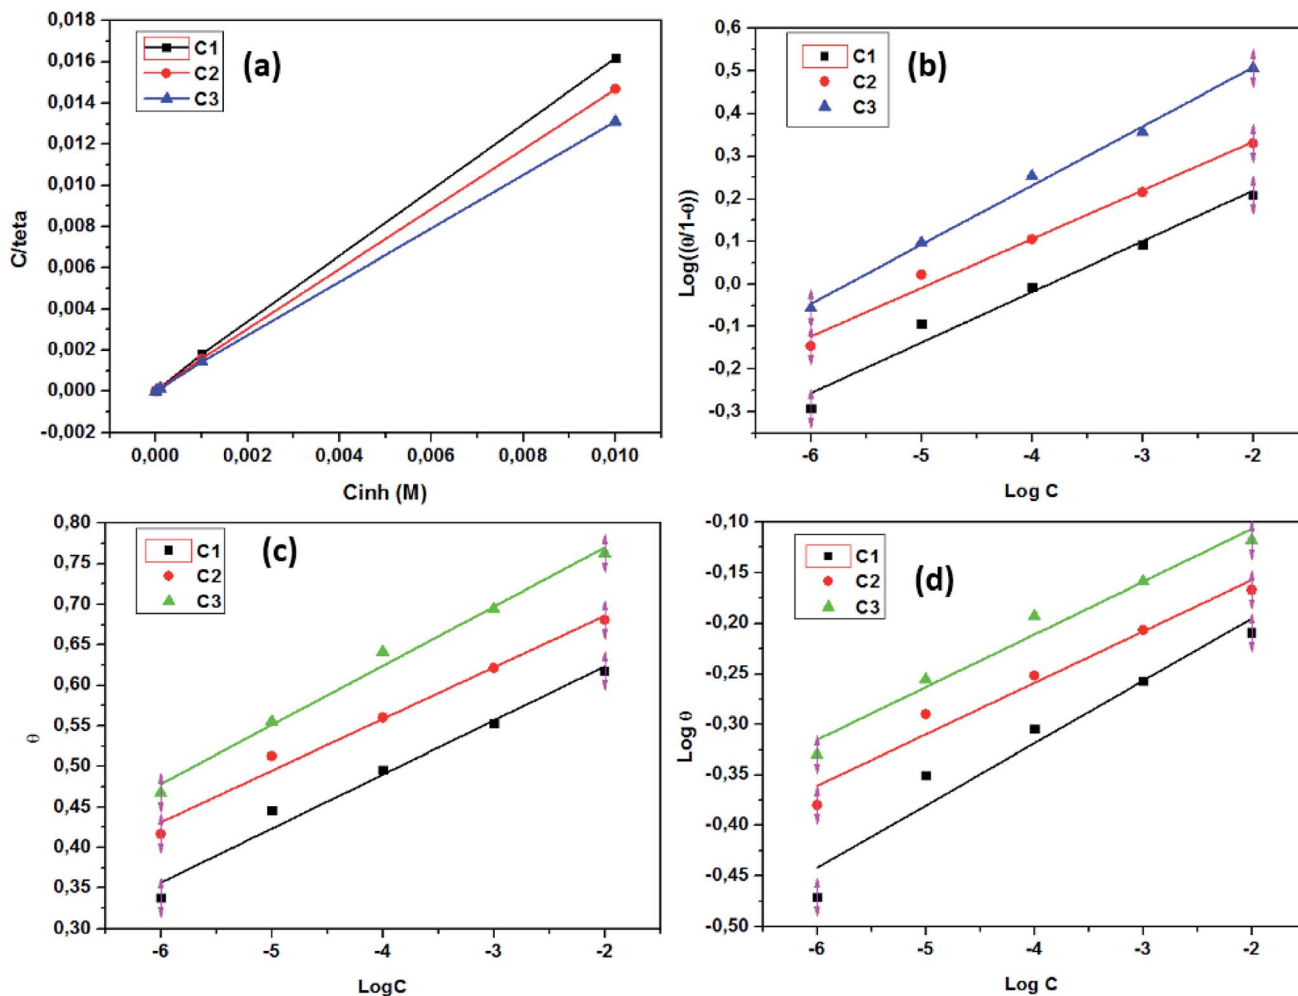 (a)
C1
C2
C3
0,018
0,016
0,014
0,012
0,010
0,008
0,006
0,004
0,002
0,000
-0,002
C/teta
0,000 0,002 0,004 0,006 0,008 0,010
Cinh (M)
(b)
C1
C2
C3
0,6
0,5
0,4
0,3
0,2
0,1
0,0
-0,1
-0,2
-0,3
Log((θ/1-θ))
-6 -5 -4 -3 -2
Log C
(c)
C1
C2
C3
0,80
0,75
0,70
0,65
0,60
0,55
0,50
0,45
0,40
0,35
0,30
θ
-6 -5 -4 -3 -2
LogC
(d)
C1
C2
C3
-0,10
-0,15
-0,20
-0,25
-0,30
-0,35
-0,40
-0,45
-0,50
Log θ
-6 -5 -4 -3 -2
Log C